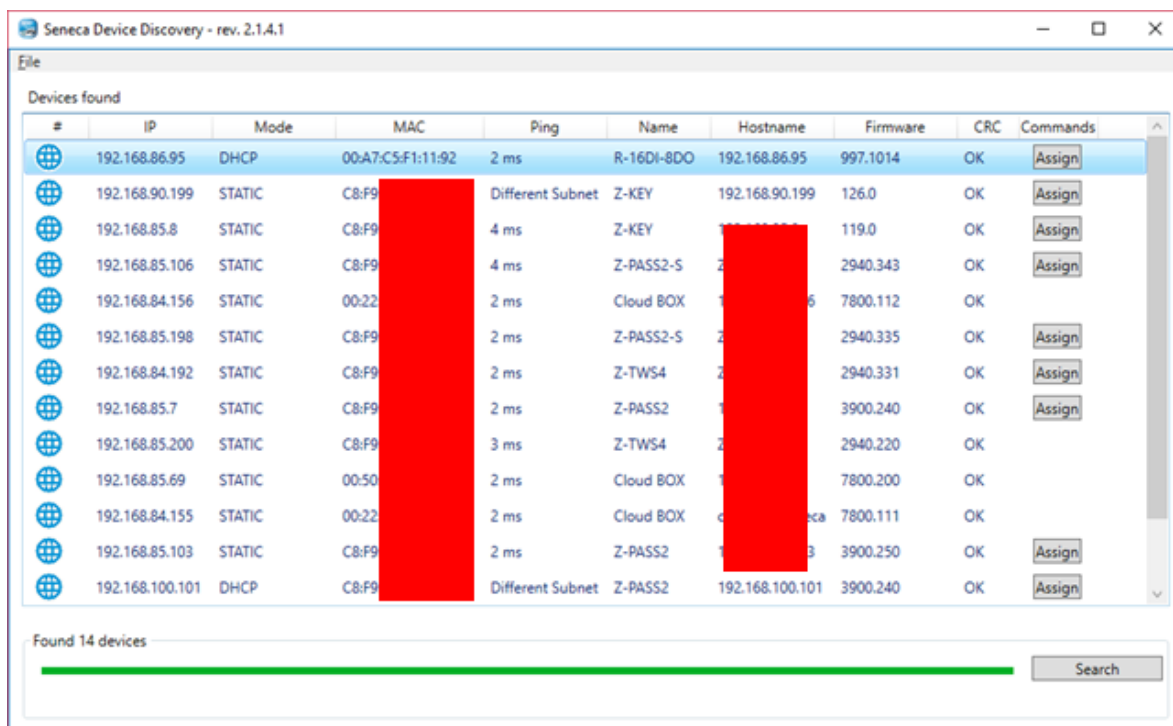 Seneca Device Discovery - rev. 2.1.4.1
File
Devices found
# IP Mode MAC Ping Name Hostname Firmware CRC Commands
192.168.86.95 DHCP 00:A7:C5:F1:11:92 2 ms R-16DI-8DO 192.168.86.95 997.1014 OK Assign
192.168.90.199 STATIC C8:F9 Different Subnet Z-KEY 192.168.90.199 126.0 OK Assign
192.168.85.8 STATIC C8:F9 4 ms Z-KEY 119.0 OK Assign
192.168.85.106 STATIC C8:F9 4 ms Z-PASS2-S 2940.343 OK Assign
192.168.84.156 STATIC 00:22 2 ms Cloud BOX 1 6 7800.112 OK
192.168.85.198 STATIC C8:F9 2 ms Z-PASS2-S 2940.335 OK Assign
192.168.84.192 STATIC C8:F9 2 ms Z-TWS4 2940.331 OK Assign
192.168.85.7 STATIC C8:F9 2 ms Z-PASS2 1 3900.240 OK Assign
192.168.85.200 STATIC C8:F9 3 ms Z-TWS4 2940.220 OK
192.168.85.69 STATIC 00:50 2 ms Cloud BOX 1 7800.200 OK
192.168.84.155 STATIC 00:22 2 ms Cloud BOX eca 7800.111 OK
192.168.85.103 STATIC C8:F9 2 ms Z-PASS2 1 3 3900.250 OK Assign
192.168.100.101 DHCP C8:F9 Different Subnet Z-PASS2 192.168.100.101 3900.240 OK Assign
Found 14 devices
Search